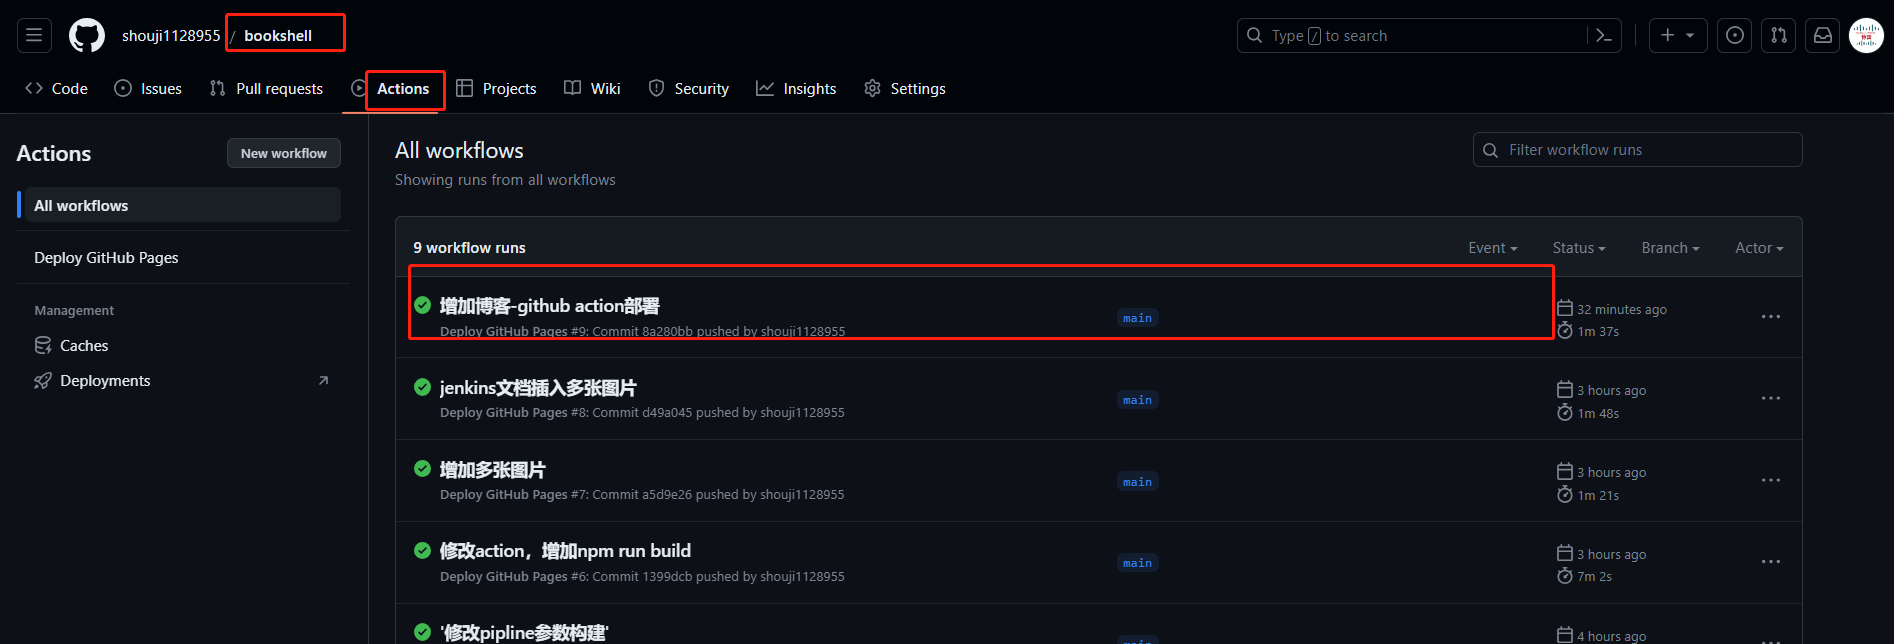 shouji1128955 / bookshell
Type / to search
Code Issues Pull requests Actions Projects Wiki Security Insights Settings
Actions
New workflow
All workflows
Deploy GitHub Pages
Management
Caches
Deployments
All workflows
Showing runs from all workflows
Filter workflow runs
9 workflow runs
Event Status Branch Actor
增加博客-github action部署
Deploy GitHub Pages #9: Commit 8a280bb pushed by shouji1128955
main
32 minutes ago
1m 37s
jenkins文档插入多张图片
Deploy GitHub Pages #8: Commit d49a045 pushed by shouji1128955
main
3 hours ago
1m 48s
增加多张图片
Deploy GitHub Pages #7: Commit a5d9e26 pushed by shouji1128955
main
3 hours ago
1m 21s
修改action，增加npm run build
Deploy GitHub Pages #6: Commit 1399dcb pushed by shouji1128955
main
3 hours ago
7m 2s
'修改pipline参数构建'
main
4 hours ago